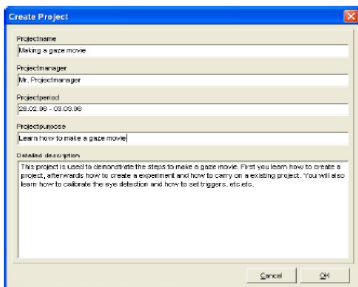 Create Project
Projectname
Making a gaze movie
Projectmanager
Mr. Projectmanager
Projectperiod
28.02.06 - 03.03.06
Projectpurpose
Learn how to make a gaze movie
Detailed description
This project is used to demonstrate the steps to make a gaze movie. First you learn how to create a
project, afterwards how to create a experiment and how to carry on a existing project. You will also
learn how to calibrate the eye detection and how to set triggers, etc etc.
Cancel
OK